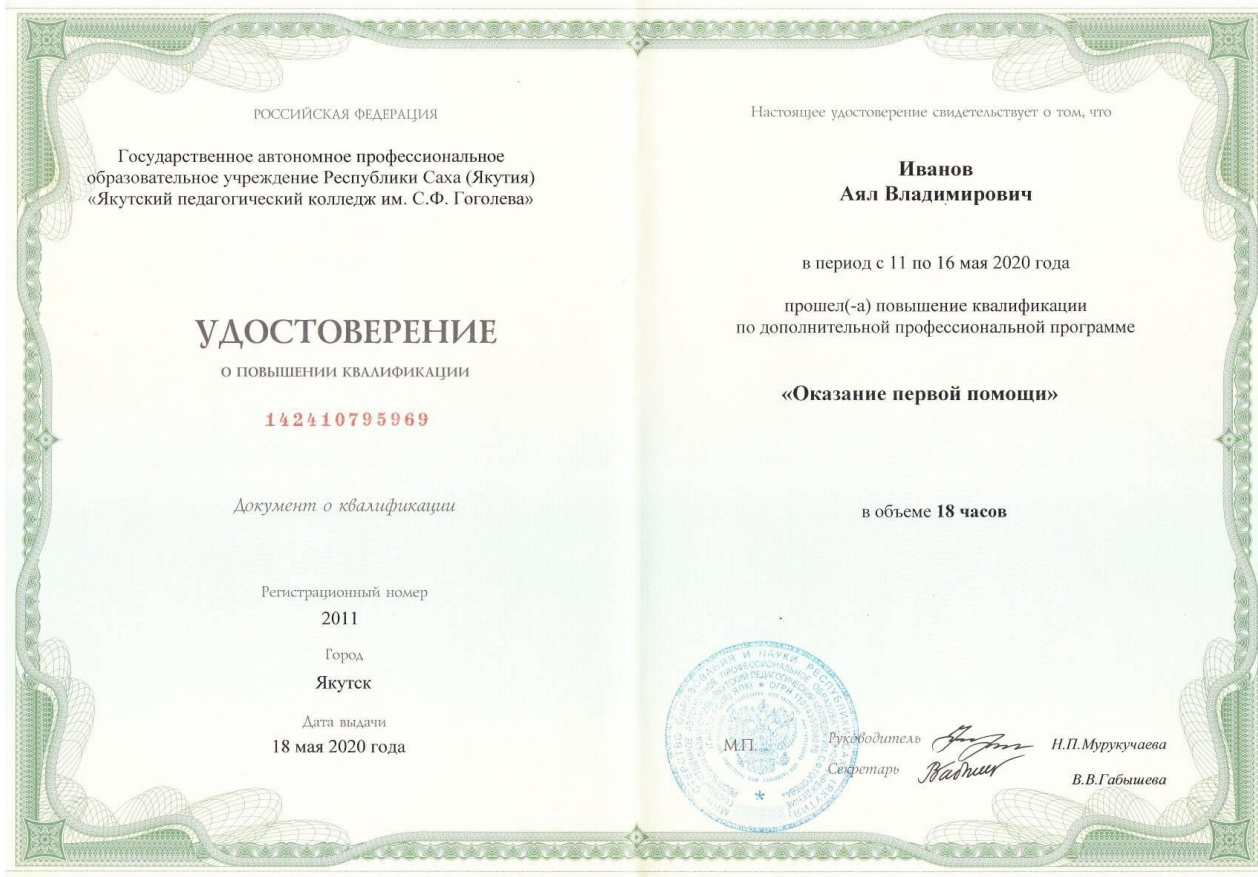 РОССИЙСКАЯ ФЕДЕРАЦИЯ
Государственное автономное профессиональное
образовательное учреждение Республики Саха (Якутия)
«Якутский педагогический колледж им. С.Ф. Гоголева»
УДОСТОВЕРЕНИЕ
О ПОВЫШЕНИИ КВАЛИФИКАЦИИ
142410795969
Документ о квалификации
Регистрационный номер
2011
Город
Якутск
Дата выдачи
18 мая 2020 года
Настоящее удостоверение свидетельствует о том, что
Иванов
Аял Владимирович
в период с 11 по 16 мая 2020 года
прошел(-а) повышение квалификации
по дополнительной профессиональной программе
«Оказание первой помощи»
в объеме 18 часов
М.П.
Руководитель Н.П.Мурукучаева
Секретарь В.В.Габышева